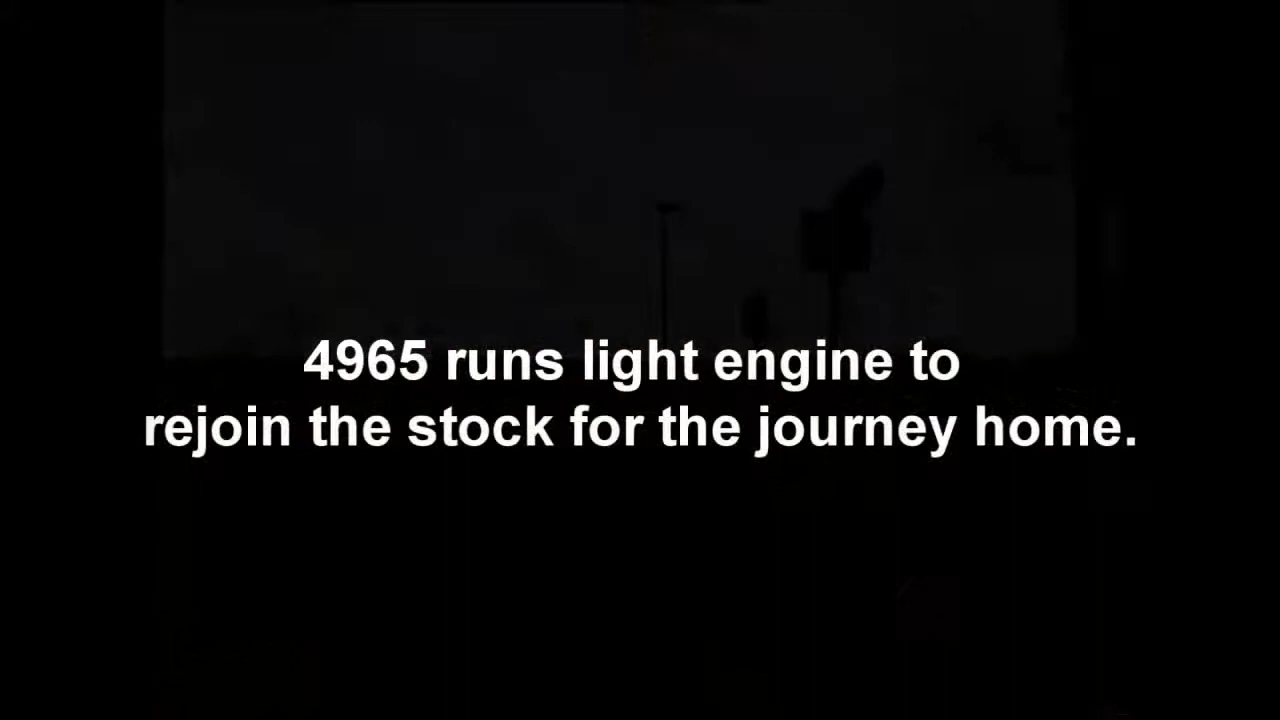 4965 runs light engine to
rejoin the stock for the journey home.